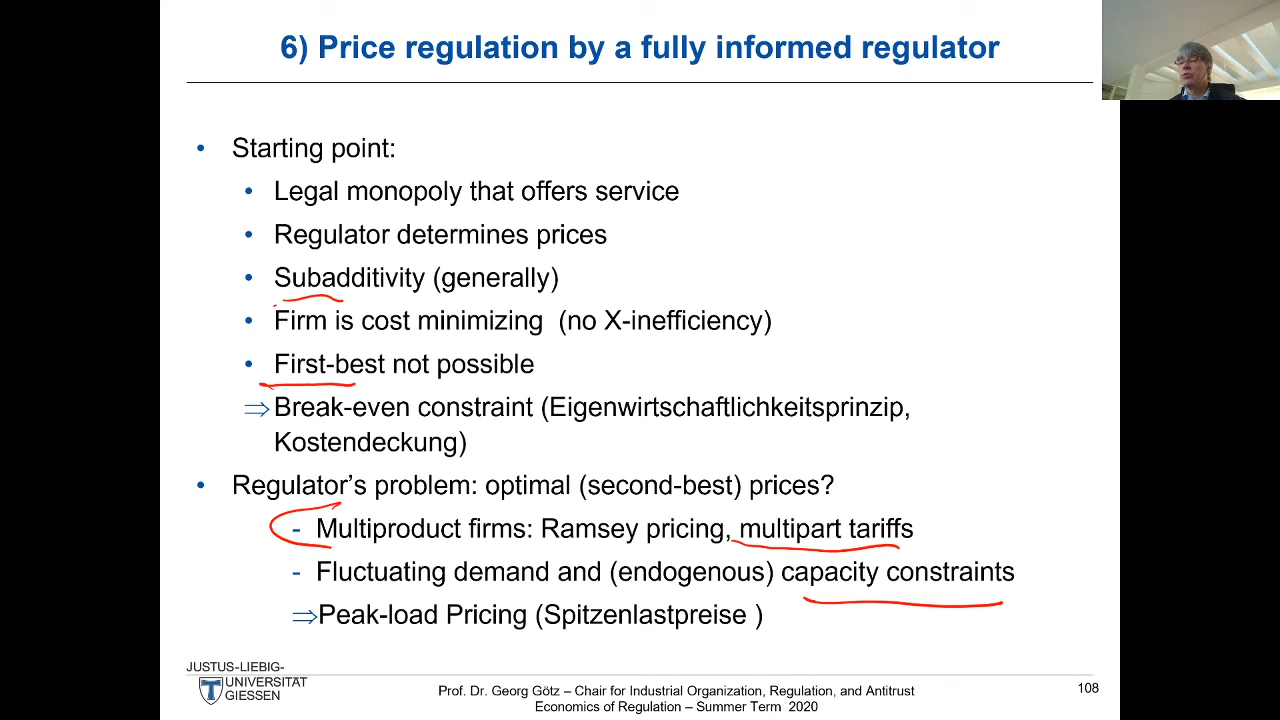 6) Price regulation by a fully informed regulator
• Starting point:
• Legal monopoly that offers service
• Regulator determines prices
• Subadditivity (generally)
• Firm is cost minimizing (no X-inefficiency)
• First-best not possible
⇒ Break-even constraint (Eigenwirtschaftlichkeitsprinzip,
Kostendeckung)
• Regulator's problem: optimal (second-best) prices?
- Multiproduct firms: Ramsey pricing, multipart tariffs
- Fluctuating demand and (endogenous) capacity constraints
⇒Peak-load Pricing (Spitzenlastpreise )
JUSTUS-LIEBIG-
UNIVERSITÄT
GIESSEN
Prof. Dr. Georg Götz – Chair for Industrial Organization, Regulation, and Antitrust
Economics of Regulation – Summer Term 2020
108